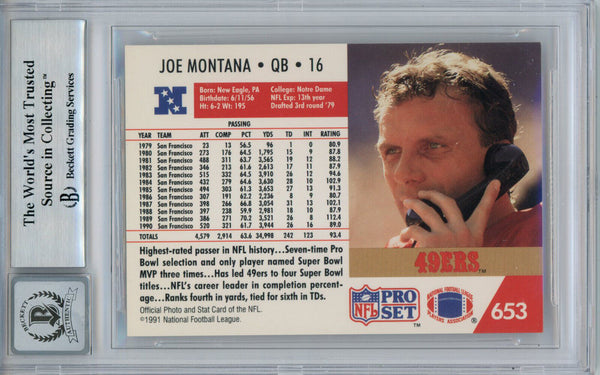 The World's Most Trusted
Source in Collecting™
Beckett Grading Services
BECKETT
AUTHENTIC
JOE MONTANA • QB • 16
N
Born: New Eagle, PA
Birthdate: 6/11/56
Ht: 6-2 Wt: 195
College: Notre Dame
NFL Exp: 13th year
Drafted 3rd round '79
PASSING
YEAR TEAM ATT COMP PCT YDS TD INT RATING
1979 San Francisco 23 13 56.5 96 1 0 80.9
1980 San Francisco 273 176 64.5 1,795 15 9 87.8
1981 San Francisco 488 311 63.7 3,565 19 12 88.2
1982 San Francisco 346 213 61.6 2,613 17 11 87.9
1983 San Francisco 515 332 64.5 3,910 26 12 94.6
1984 San Francisco 432 279 64.6 3,630 28 10 102.9
1985 San Francisco 494 303 61.3 3,653 27 13 91.3
1986 San Francisco 307 191 62.2 2,236 8 9 80.7
1987 San Francisco 398 266 66.8 3,054 31 13 102.1
1988 San Francisco 397 238 59.9 2,981 18 10 87.9
1989 San Francisco 386 271 70.2 3,521 26 8 112.4
1990 San Francisco 520 321 61.7 3,944 26 16 89.0
TOTALS 4,579 2,914 63.6 34,998 242 123 93.4
Highest-rated passer in NFL history...Seven-time Pro
Bowl selection and only player named Super Bowl
MVP three times...Has led 49ers to four Super Bowl
titles...NFL's career leader in completion percent-
age...Ranks fourth in yards, tied for sixth in TDs.
Official Photo and Stat Card of the NFL.
©1991 National Football League.
49ERS™
NFL PRO SET™
NATIONAL FOOTBALL LEAGUE
PLAYERS ASSOCIATION
653